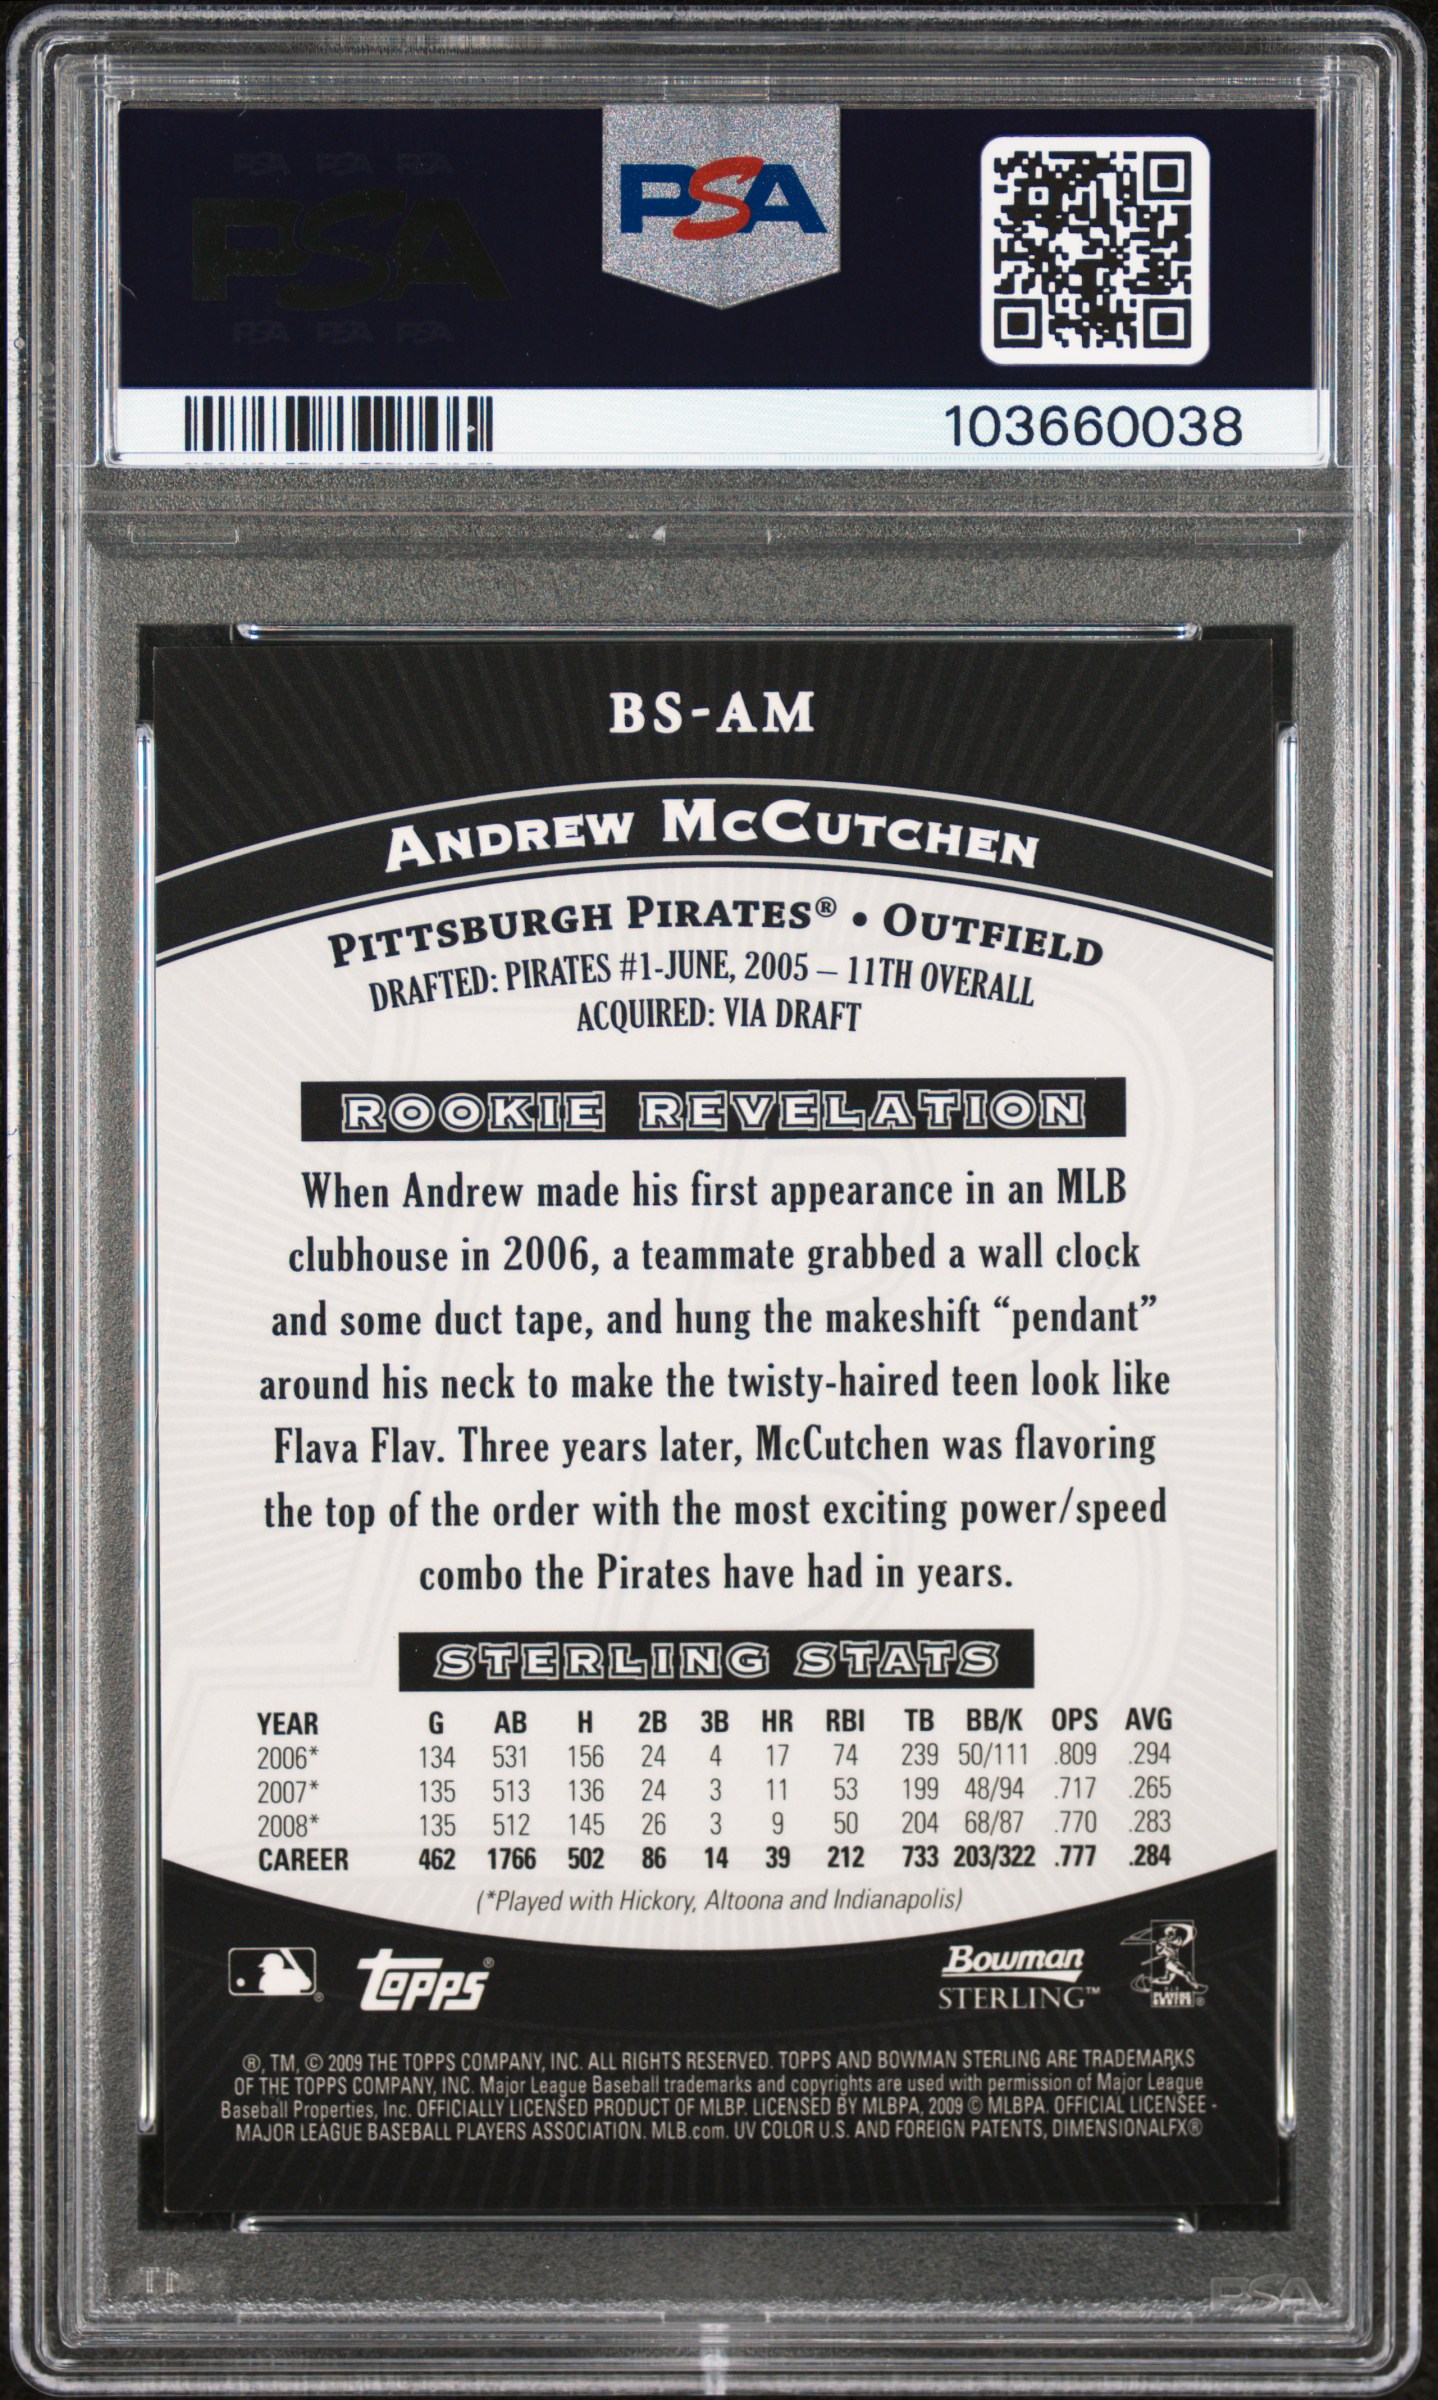 PSA PSA PSA
PSA
PSA PSA PSA
PSA
103660038
BS-AM
ANDREW McCUTCHEN
PITTSBURGH PIRATES® • OUTFIELD
DRAFTED: PIRATES #1-JUNE, 2005 – 11TH OVERALL
ACQUIRED: VIA DRAFT
ROOKIE REVELATION
When Andrew made his first appearance in an MLB
clubhouse in 2006, a teammate grabbed a wall clock
and some duct tape, and hung the makeshift “pendant”
around his neck to make the twisty-haired teen look like
Flava Flav. Three years later, McCutchen was flavoring
the top of the order with the most exciting power/speed
combo the Pirates have had in years.
STERLING STATS
YEAR G AB H 2B 3B HR RBI TB BB/K OPS AVG
2006* 134 531 156 24 4 17 74 239 50/111 .809 .294
2007* 135 513 136 24 3 11 53 199 48/94 .717 .265
2008* 135 512 145 26 3 9 50 204 68/87 .770 .283
CAREER 462 1766 502 86 14 39 212 733 203/322 .777 .284
(*Played with Hickory, Altoona and Indianapolis)
topps®
Bowman
STERLING™
®, TM, © 2009 THE TOPPS COMPANY, INC. ALL RIGHTS RESERVED. TOPPS AND BOWMAN STERLING ARE TRADEMARKS
OF THE TOPPS COMPANY, INC. Major League Baseball trademarks and copyrights are used with permission of Major League
Baseball Properties, Inc. OFFICIALLY LICENSED PRODUCT OF MLBP. LICENSED BY MLBPA, 2009 © MLBPA. OFFICIAL LICENSEE -
MAJOR LEAGUE BASEBALL PLAYERS ASSOCIATION. MLB.com. UV COLOR U.S. AND FOREIGN PATENTS, DIMENSIONALFX®
PSA